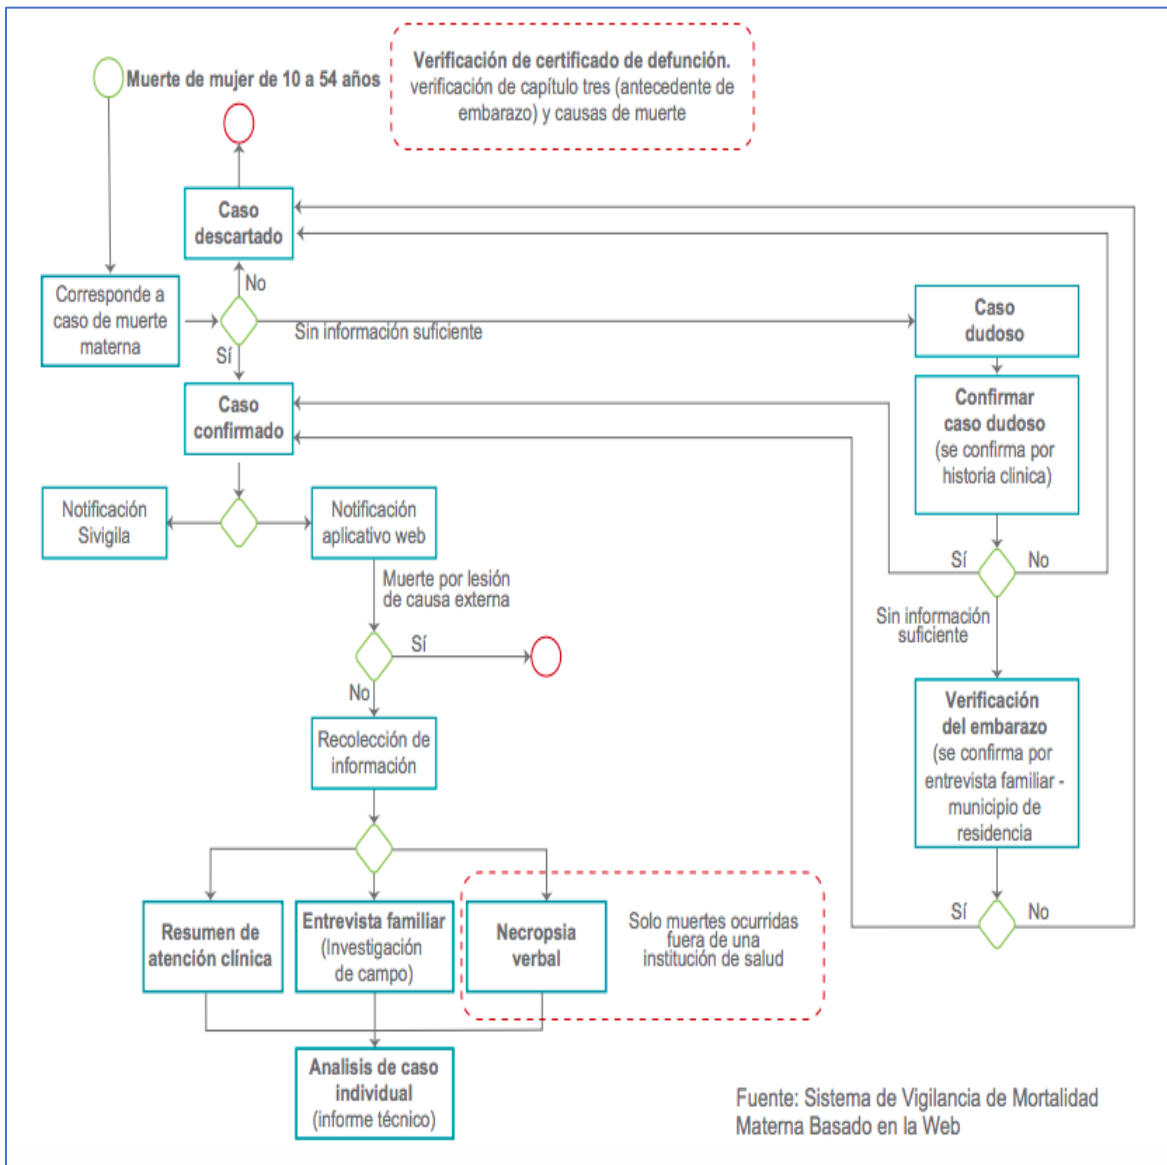 Verificación de certificado de defunción.
verificación de capítulo tres (antecedente de
embarazo) y causas de muerte
Muerte de mujer de 10 a 54 años
Caso
descartado
No
Corresponde a
caso de muerte
materna
Sin información suficiente
Sí
Caso
dudoso
Caso
confirmado
Confirmar
caso dudoso
(se confirma por
historia clinica)
Notificación
Sivigila
Notificación
aplicativo web
Sí
No
Muerte por lesión
de causa externa
Sin información
suficiente
Sí
No
Verificación
del embarazo
(se confirma por
entrevista familiar -
municipio de
residencia
Recolección de
información
Sí
No
Resumen de
atención clínica
Entrevista familiar
(Investigación
de campo)
Necropsia
verbal
Solo muertes ocurridas
fuera de una
institución de salud
Analisis de caso
individual
(informe técnico)
Fuente: Sistema de Vigilancia de Mortalidad
Materna Basado en la Web